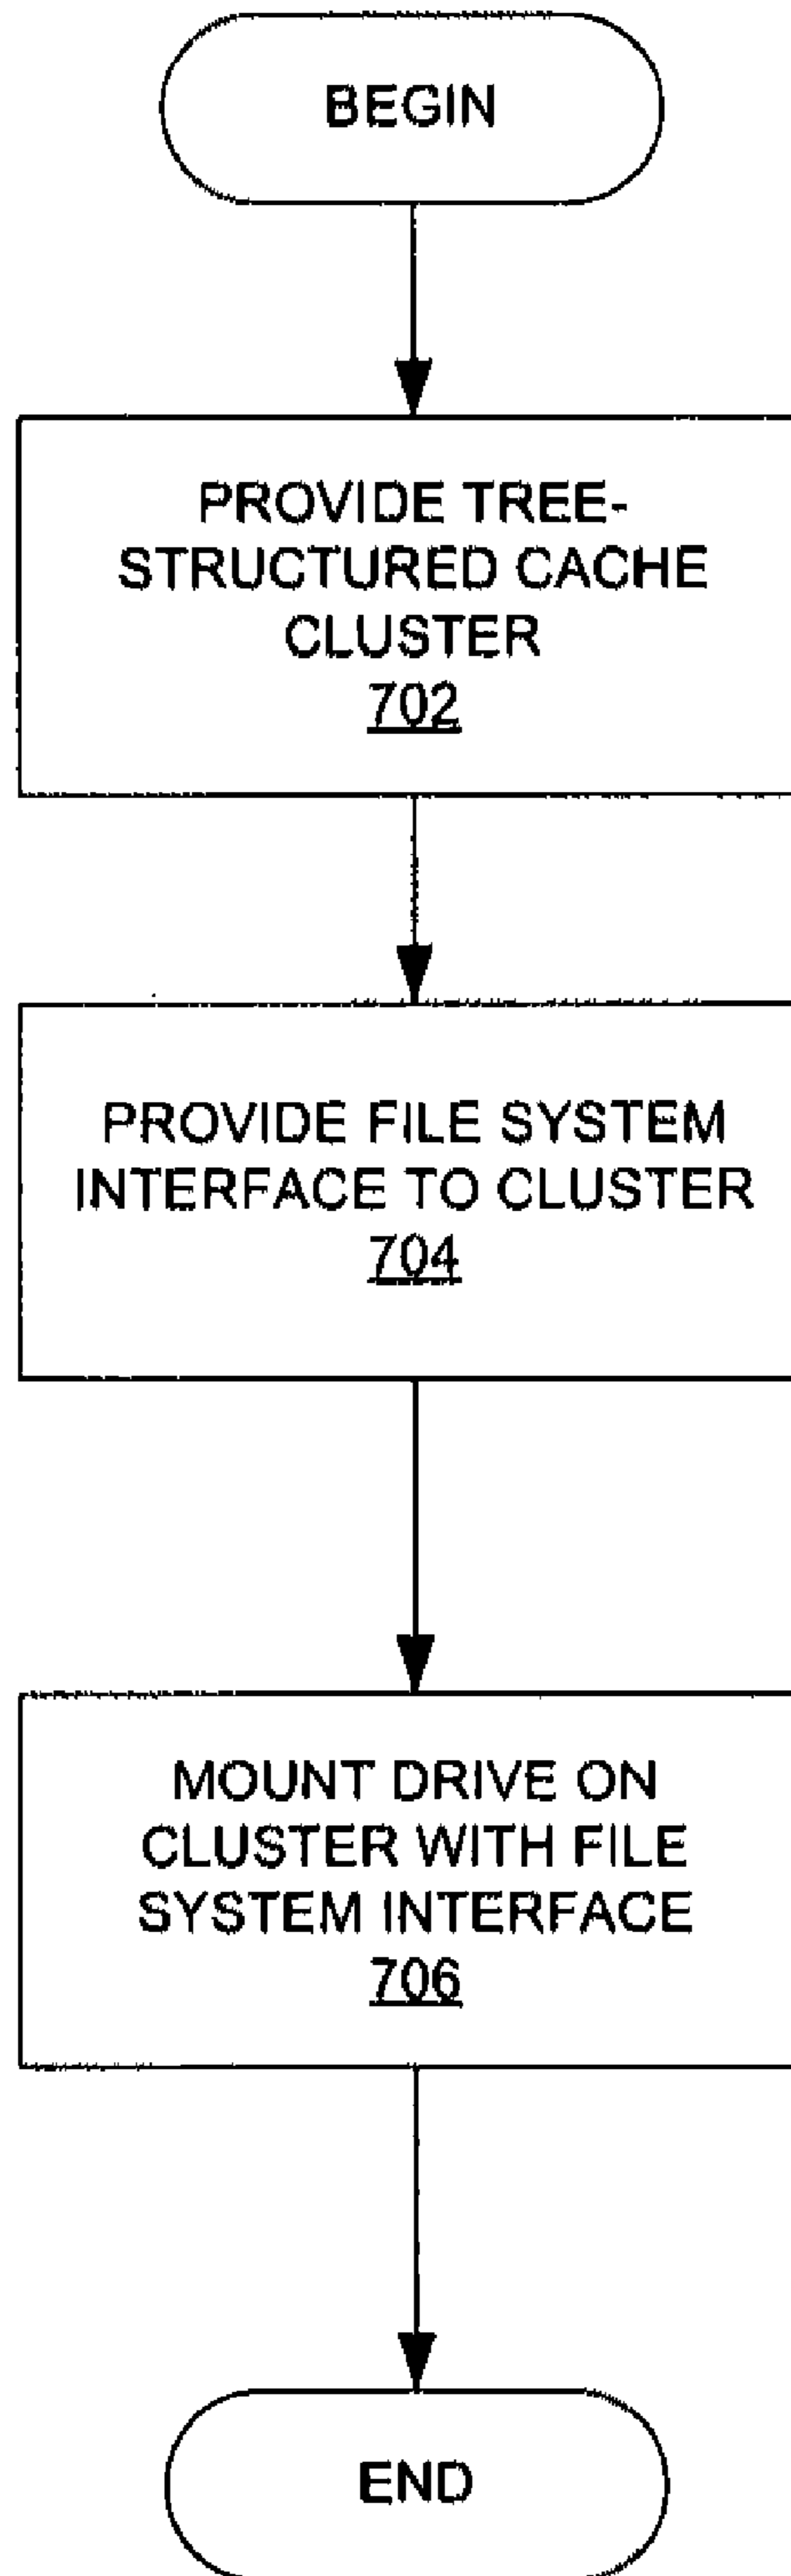 BEGIN
PROVIDE TREE-
STRUCTURED CACHE
CLUSTER
702
PROVIDE FILE SYSTEM
INTERFACE TO CLUSTER
704
MOUNT DRIVE ON
CLUSTER WITH FILE
SYSTEM INTERFACE
706
END